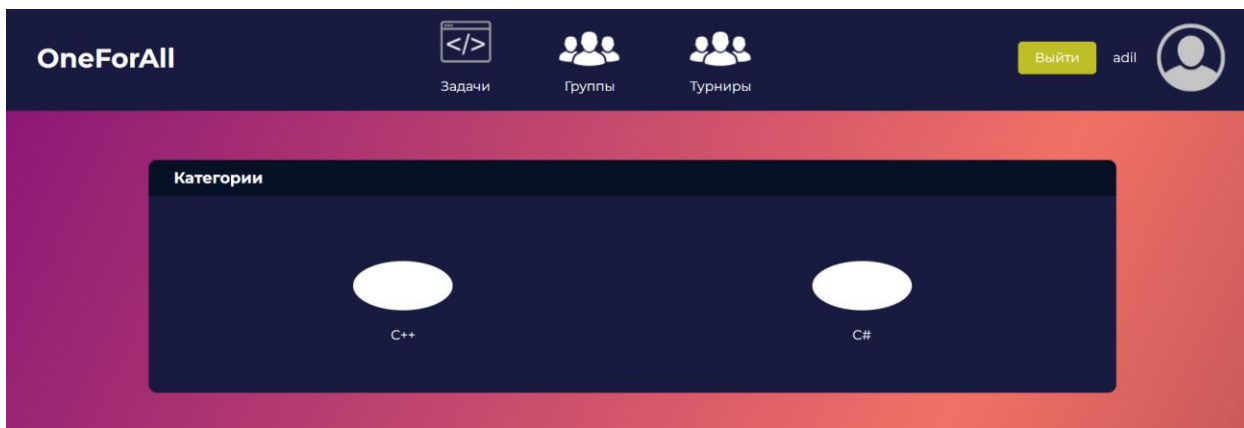 OneForAll
</>
Задачи
Группы
Турниры
Выйти
adil
Категории
C++
C#